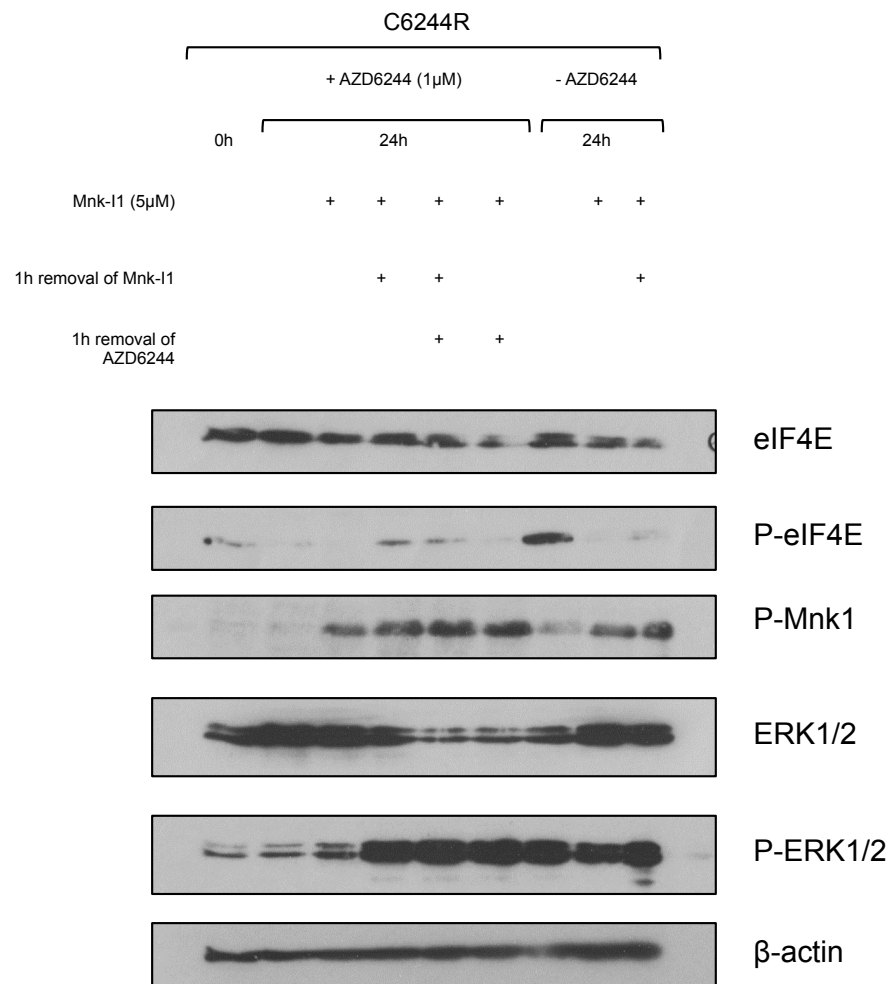 C6244R
+ AZD6244 (1µM) - AZD6244
0h 24h 24h
Mnk-I1 (5µM) + + + + + +
1h removal of Mnk-I1 + + +
1h removal of + +
AZD6244
eIF4E
P-eIF4E
P-Mnk1
ERK1/2
P-ERK1/2
β-actin